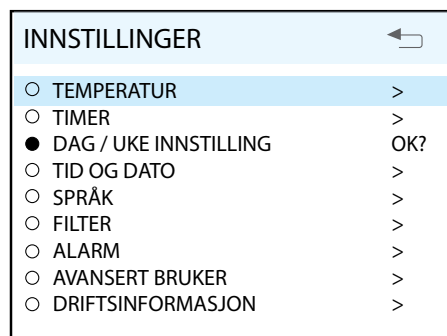 INNSTILLINGER
TEMPERATUR >
TIMER >
DAG / UKE INNSTILLING OK?
TID OG DATO >
SPRÅK >
FILTER >
ALARM >
AVANSERT BRUKER >
DRIFTSINFORMASJON >